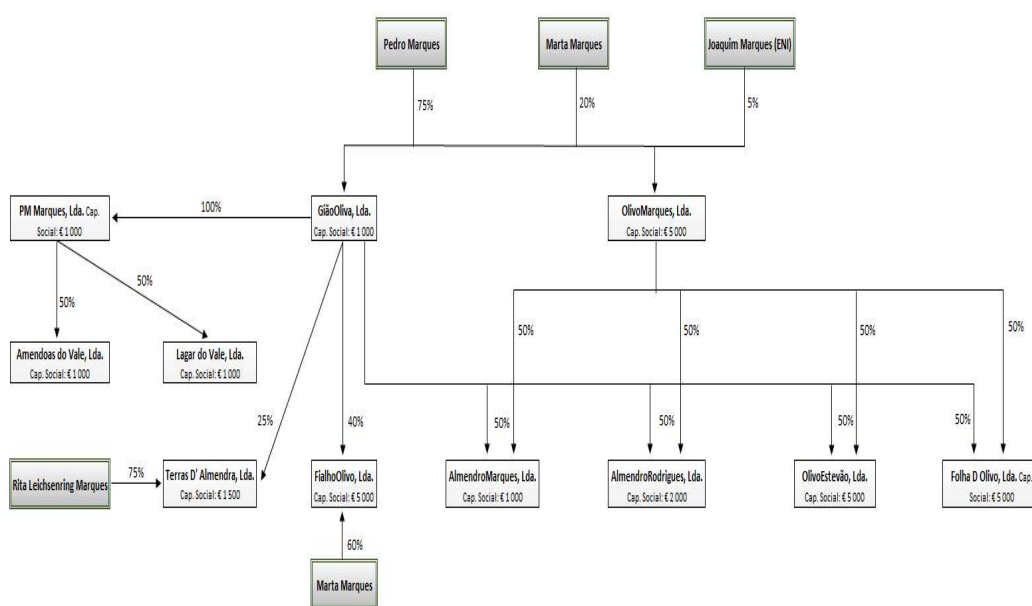 Pedro Marques
Marta Marques
Joaquim Marques (ENI)
75%
20%
5%
PM Marques, Lda. Cap.
Social: € 1 000
100%
GiãoOliva, Lda.
Cap. Social: € 1 000
OlivoMarques, Lda.
Cap. Social: € 5 000
50%
50%
Amendoas do Vale, Lda.
Cap. Social: € 1 000
Lagar do Vale, Lda.
Cap. Social: € 1 000
50%
50%
50%
50%
25%
40%
50%
50%
50%
50%
Rita Leichsenring Marques
75%
Terras D' Almendra, Lda.
Cap. Social: € 1 500
FialhoOlivo, Lda.
Cap. Social: € 5 000
AlmendroMarques, Lda.
Cap. Social: € 1 000
AlmendroRodrigues, Lda.
Cap. Social: € 2 000
OlivoEstevão, Lda.
Cap. Social: € 5 000
Folha D Olivo, Lda. Cap.
Social: € 5 000
60%
Marta Marques